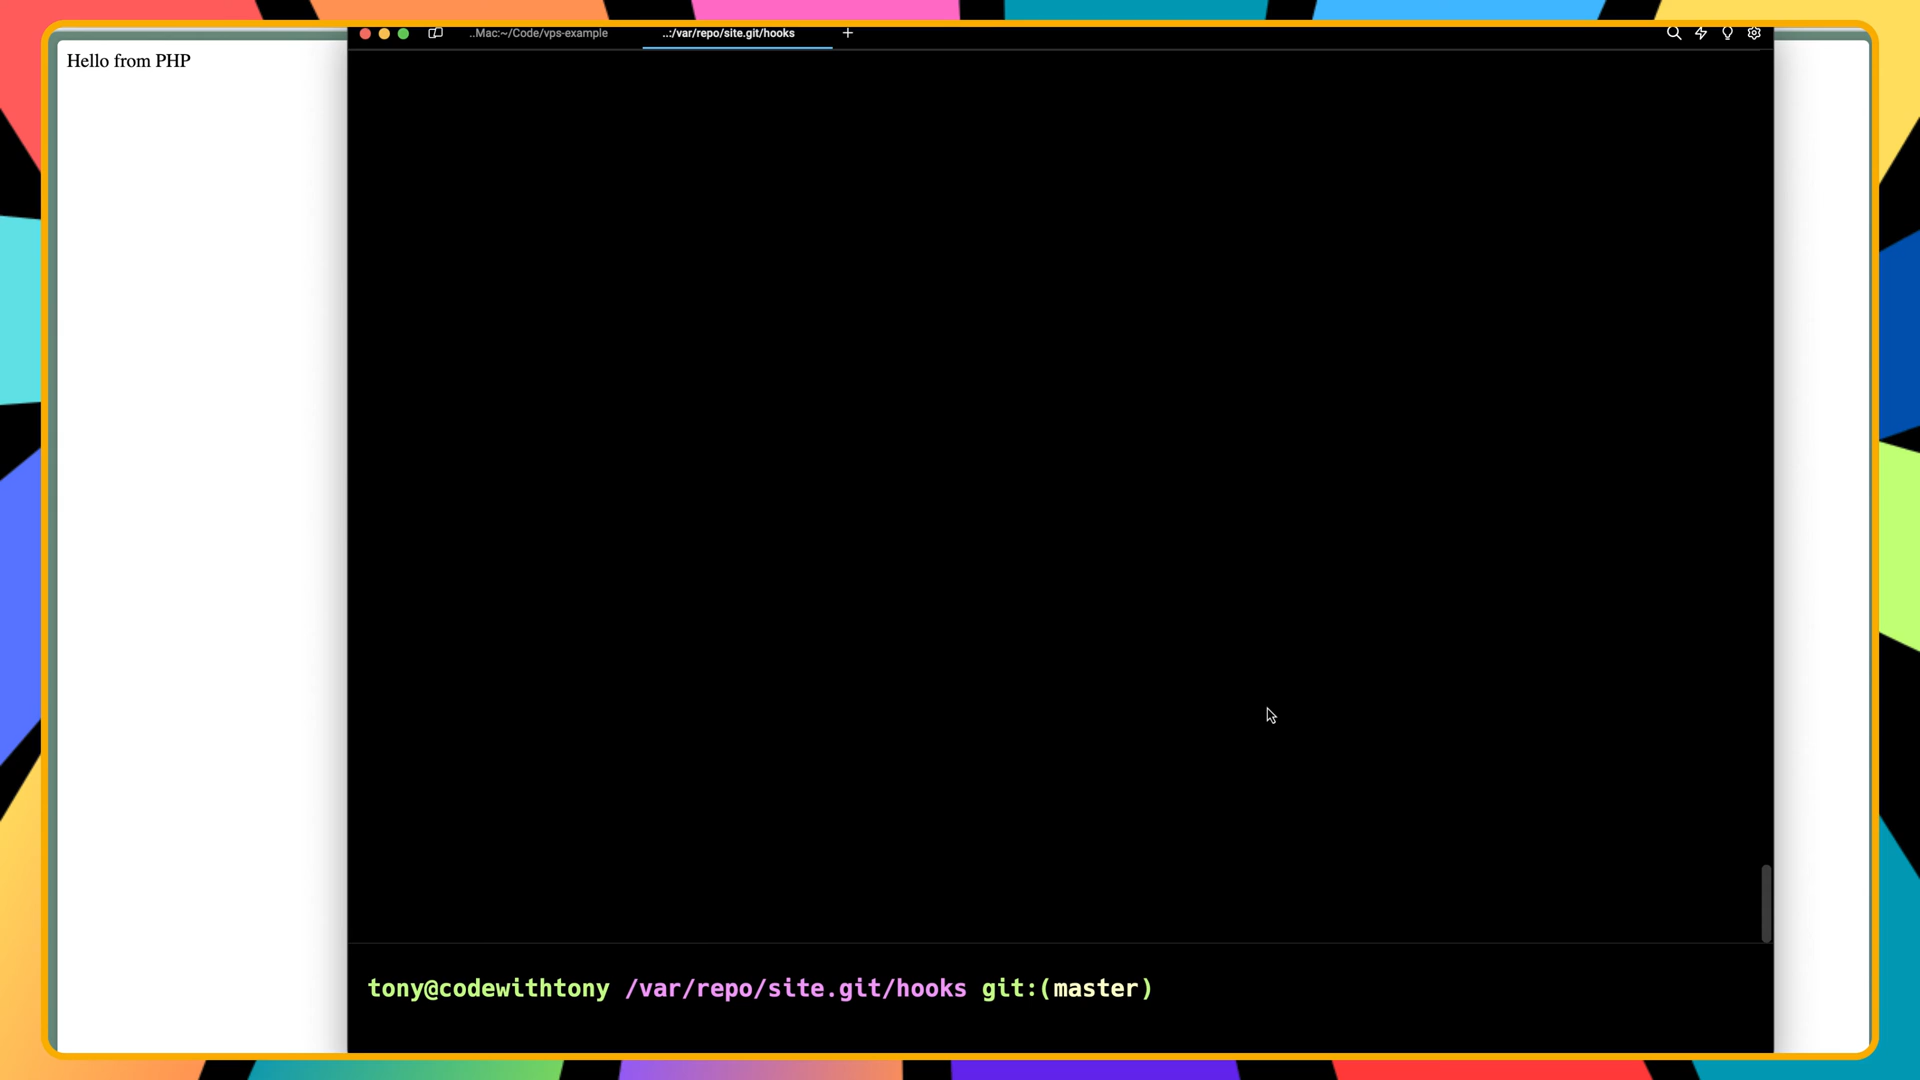 ..Mac:~/Code/vps-example
..:/var/repo/site.git/hooks
Hello from PHP
tony@codewithtony /var/repo/site.git/hooks git:(master)